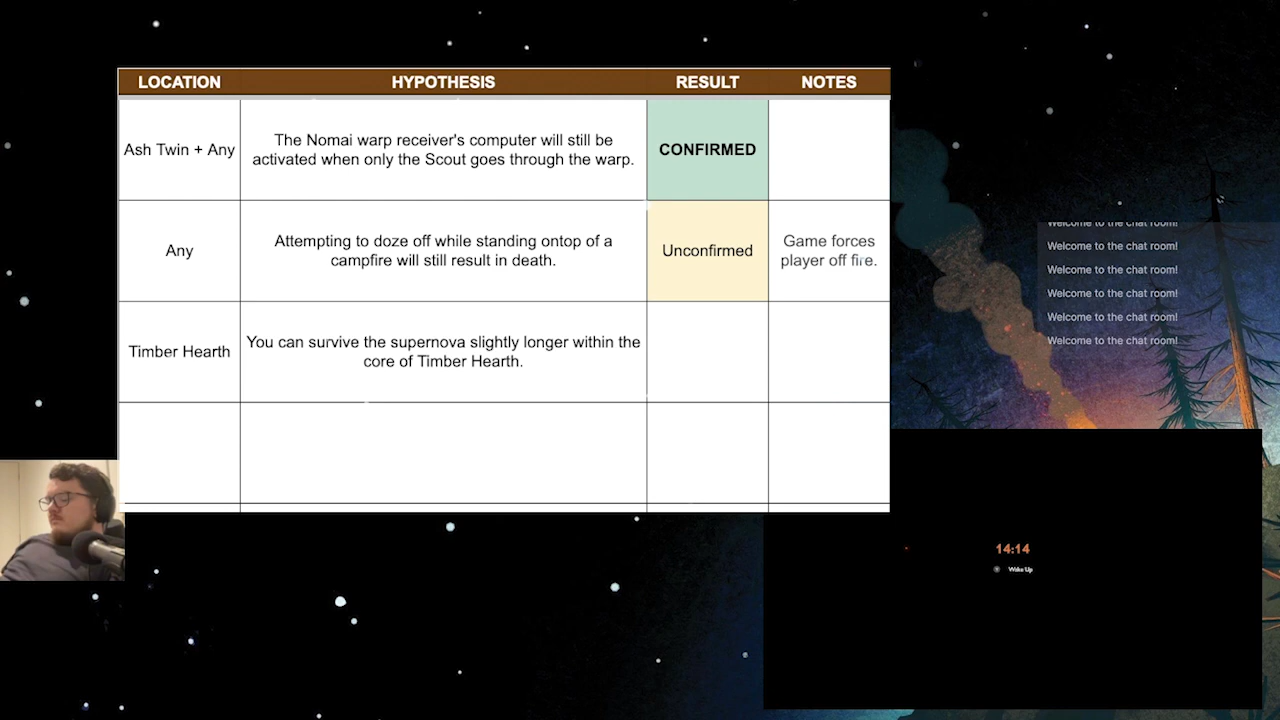 LOCATION HYPOTHESIS RESULT NOTES
Ash Twin + Any
The Nomai warp receiver's computer will still be
activated when only the Scout goes through the warp.
CONFIRMED
Any
Attempting to doze off while standing ontop of a
campfire will still result in death.
Unconfirmed
Game forces
player off fire.
Timber Hearth
You can survive the supernova slightly longer within the
core of Timber Hearth.
Welcome to the chat room!
Welcome to the chat room!
Welcome to the chat room!
Welcome to the chat room!
Welcome to the chat room!
Welcome to the chat room!
14:14
Wake Up